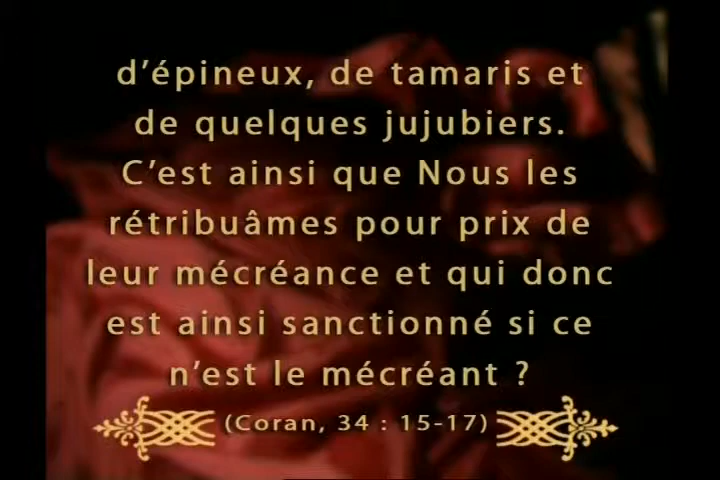 d'épineux, de tamaris et
de quelques jujubiers.
C'est ainsi que Nous les
rétribuâmes pour prix de
leur mécréance et qui donc
est ainsi sanctionné si ce
n'est le mécréant ?
(Coran, 34 : 15-17)